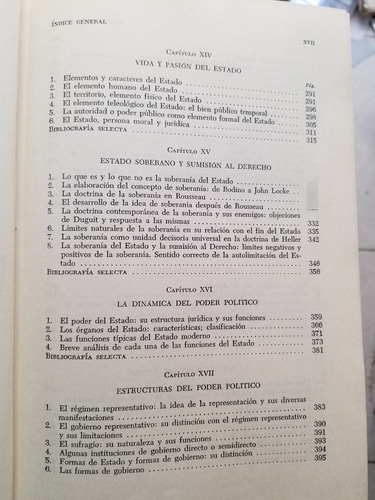 ÍNDICE GENERAL
XVII
CAPÍTULO XIV
VIDA Y PASIÓN DEL ESTADO
Pág.
1. Elementos y caracteres del Estado 291
2. El elemento humano del Estado 291
3. El territorio, elemento físico del Estado 291
4. El elemento teleológico del Estado: el bien público temporal 296
5. La autoridad o poder público como elemento formal del Estado 298
6. El Estado, persona moral y jurídica 305
BIBLIOGRAFÍA SELECTA 311
315
CAPÍTULO XV
ESTADO SOBERANO Y SUMISIÓN AL DERECHO
1. Lo que es y lo que no es la soberanía del Estado
2. La elaboración del concepto de soberanía: de Bodino a John Locke
3. La doctrina de la soberanía en Rousseau
4. El desarrollo de la idea de soberanía después de Rousseau
5. La doctrina contemporánea de la soberanía y sus enemigos: objeciones
de Duguit y respuesta a las mismas 332
6. Límites naturales de la soberanía en su relación con el fin del Estado 335
7. La soberanía como unidad decisoria universal en la doctrina de Heller 342
8. La soberanía del Estado y la sumisión al Derecho: límites negativos y
positivos de la soberanía. Sentido correcto de la autolimitación del Es-
tado 346
BIBLIOGRAFÍA SELECTA 356
CAPÍTULO XVI
LA DINÁMICA DEL PODER POLÍTICO
1. El poder del Estado: su estructura jurídica y sus funciones 359
2. Los órganos del Estado: características; clasificación 366
3. Las funciones típicas del Estado moderno 371
4. Breve análisis de cada una de las funciones del Estado 373
BIBLIOGRAFÍA SELECTA 381
CAPÍTULO XVII
ESTRUCTURAS DEL PODER POLÍTICO
1. El régimen representativo: la idea de la representación y sus diversas
manifestaciones 383
2. El gobierno representativo: su distinción con el régimen representativo
y sus limitaciones 390
3. El sufragio: su naturaleza y sus funciones 391
4. Algunas instituciones de gobierno directo o semidirecto 393
5. Formas de Estado y formas de gobierno: su distinción 394
6. Las formas de gobierno 395